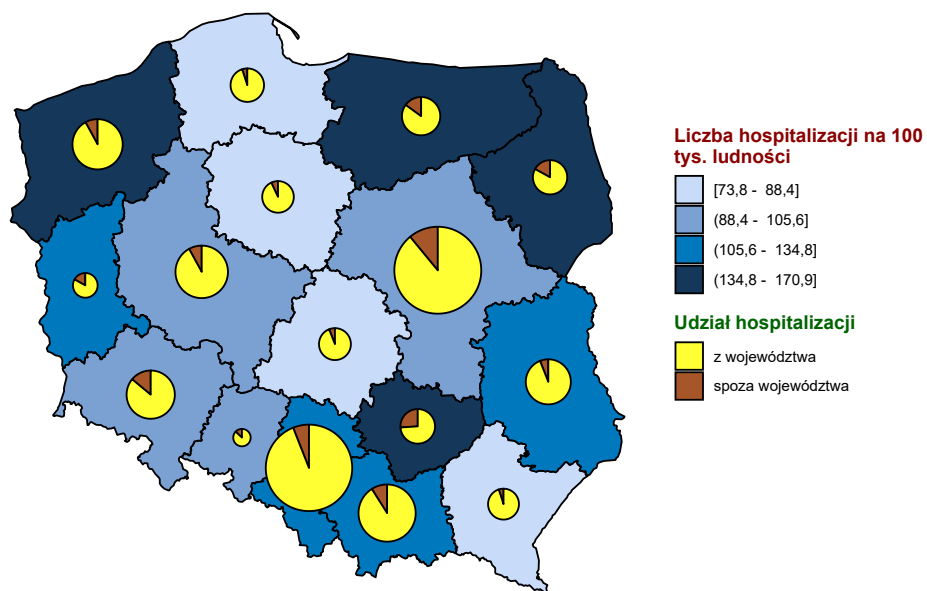 Liczba hospitalizacji na 100
tys. ludności
[73,8 - 88,4]
(88,4 - 105,6]
(105,6 - 134,8]
(134,8 - 170,9]
Udział hospitalizacji
z województwa
spoza województwa